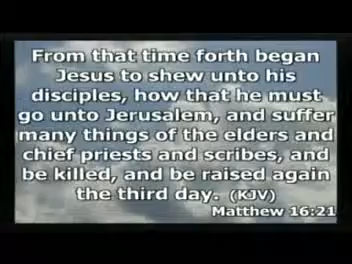 From that time forth began
Jesus to shew unto his
disciples, how that he must
go unto Jerusalem, and suffer
many things of the elders and
chief priests and scribes, and
be killed, and be raised again
the third day. (KJV)
Matthew 16:21